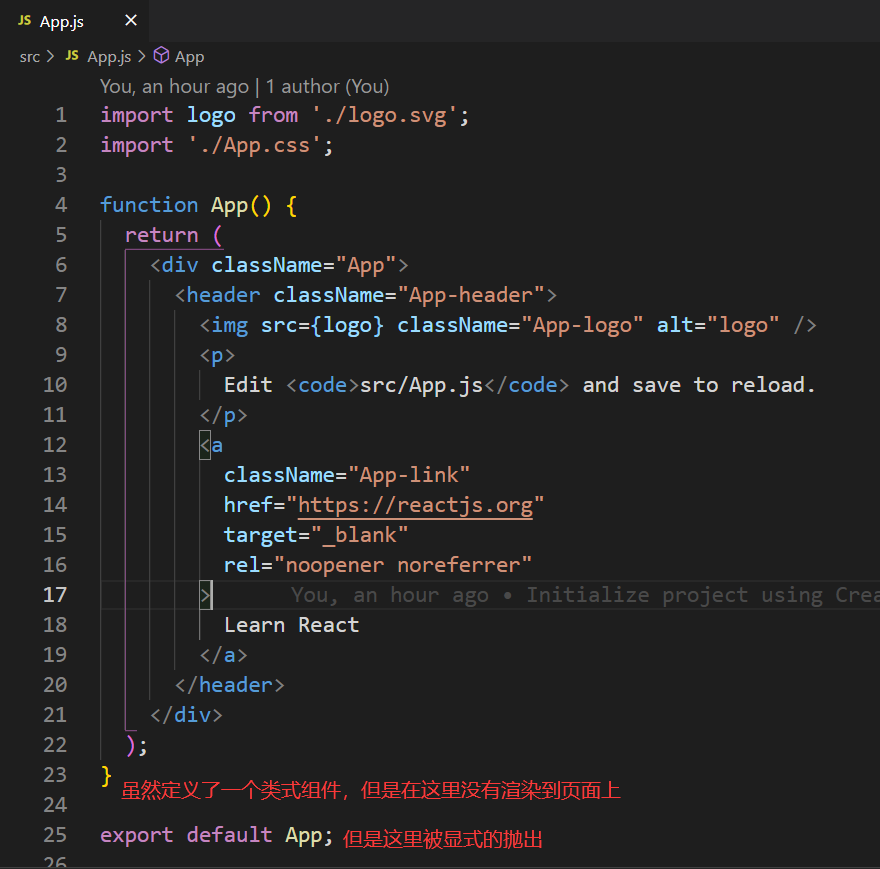 JS App.js ×
src > JS App.js > App
You, an hour ago | 1 author (You)
1 import logo from './logo.svg';
2 import './App.css';
3
4 function App() {
5 return (
6 <div className="App">
7 <header className="App-header">
8 <img src={logo} className="App-logo" alt="logo" />
9 <p>
10 Edit <code>src/App.js</code> and save to reload.
11 </p>
12 <a
13 className="App-link"
14 href="https://reactjs.org"
15 target="_blank"
16 rel="noopener noreferrer"
17 > You, an hour ago • Initialize project using Crea
18 Learn React
19 </a>
20 </header>
21 </div>
22 );
23 } 虽然定义了一个类式组件，但是在这里没有渲染到页面上
24
25 export default App; 但是这里被显式的抛出
26